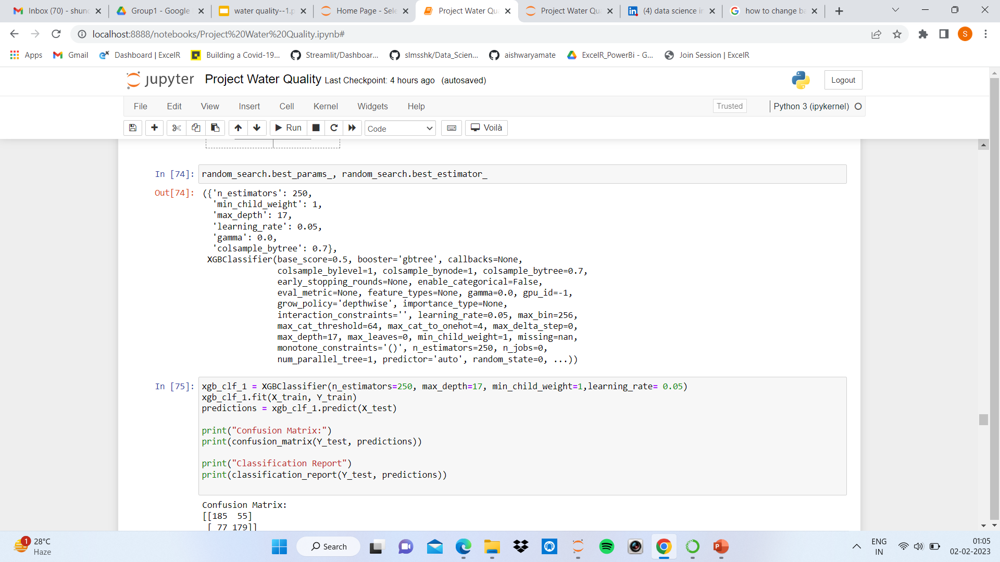 Inbox (70) - shund
Group1 - Google
water quality--1.p
Home Page - Sele
Project Water Qua
Project Water Qua
(4) data science in
how to change ba
localhost:8888/notebooks/Project%20Water%20Quality.ipynb#
S
Apps
Gmail
Dashboard | ExcelR
Building a Covid-19...
Streamlit/Dashboar...
slmsshk/Data_Scien...
aishwaryamate
ExcelR_PowerBi - G...
Join Session | ExcelR
jupyter Project Water Quality Last Checkpoint: 4 hours ago (autosaved)
Logout
File Edit View Insert Cell Kernel Widgets Help
Trusted
Python 3 (ipykernel)
Run
Code
Voilà
In [74]: random_search.best_params_, random_search.best_estimator_
Out[74]: ({'n_estimators': 250,
'min_child_weight': 1,
'max_depth': 17,
'learning_rate': 0.05,
'gamma': 0.0,
'colsample_bytree': 0.7},
XGBClassifier(base_score=0.5, booster='gbtree', callbacks=None,
colsample_bylevel=1, colsample_bynode=1, colsample_bytree=0.7,
early_stopping_rounds=None, enable_categorical=False,
eval_metric=None, feature_types=None, gamma=0.0, gpu_id=-1,
grow_policy='depthwise', importance_type=None,
interaction_constraints='', learning_rate=0.05, max_bin=256,
max_cat_threshold=64, max_cat_to_onehot=4, max_delta_step=0,
max_depth=17, max_leaves=0, min_child_weight=1, missing=nan,
monotone_constraints='()', n_estimators=250, n_jobs=0,
num_parallel_tree=1, predictor='auto', random_state=0, ...))
In [75]: xgb_clf_1 = XGBClassifier(n_estimators=250, max_depth=17, min_child_weight=1,learning_rate= 0.05)
xgb_clf_1.fit(X_train, Y_train)
predictions = xgb_clf_1.predict(X_test)
print("Confusion Matrix:")
print(confusion_matrix(Y_test, predictions))
print("Classification Report")
print(classification_report(Y_test, predictions))
Confusion Matrix:
[[185  55]
[ 77 179]]
1
28°C
Haze
Search
ENG
IN
01:05
02-02-2023